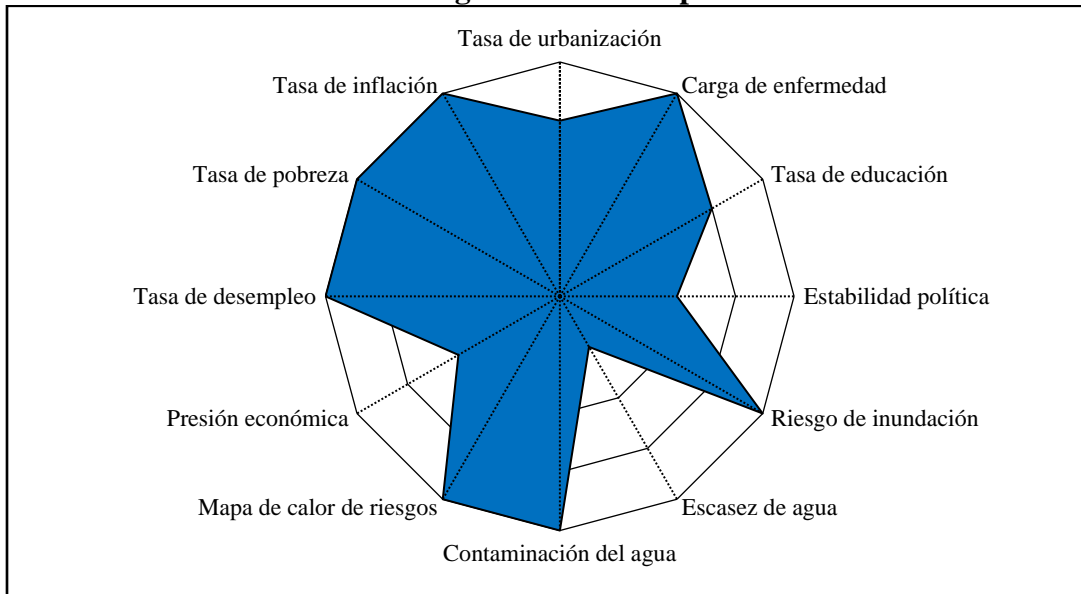 Tasa de urbanización
Tasa de inflación
Carga de enfermedad
Tasa de pobreza
Tasa de educación
Tasa de desempleo
Estabilidad política
Presión económica
Riesgo de inundación
Mapa de calor de riesgos
Escasez de agua
Contaminación del agua